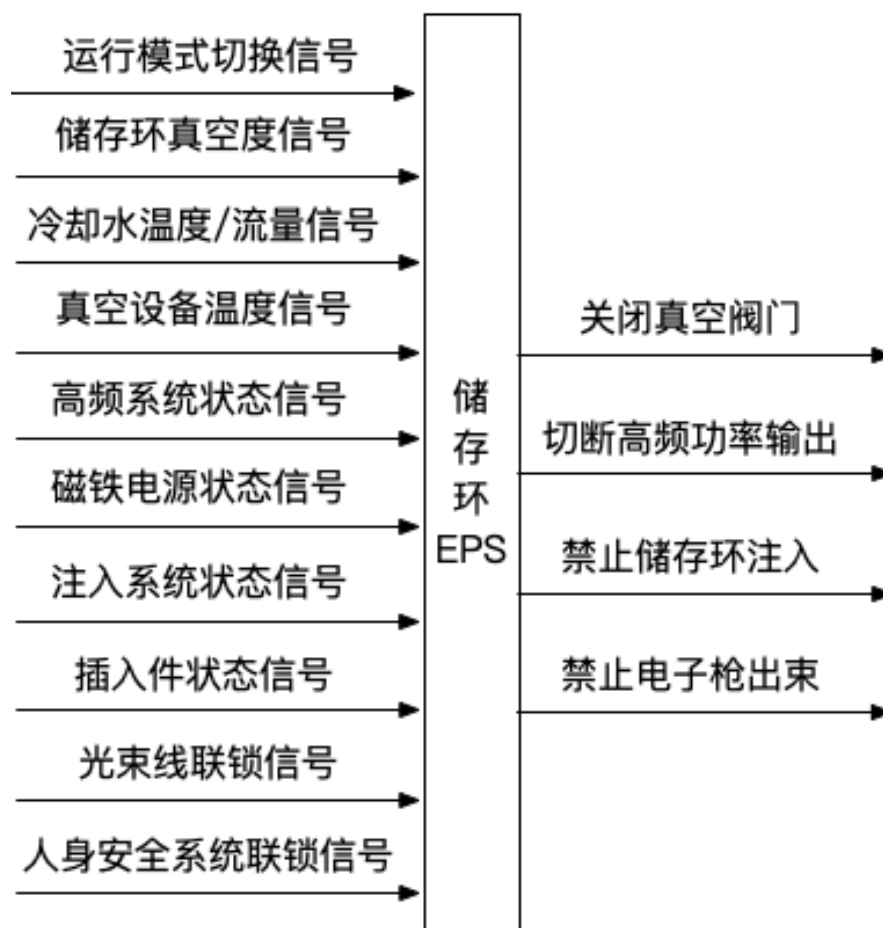 运行模式切换信号
储存环真空度信号
冷却水温度/流量信号
真空设备温度信号
高频系统状态信号
磁铁电源状态信号
注入系统状态信号
插入件状态信号
光束线联锁信号
人身安全系统联锁信号
储
存
环
EPS
关闭真空阀门
切断高频功率输出
禁止储存环注入
禁止电子枪出束